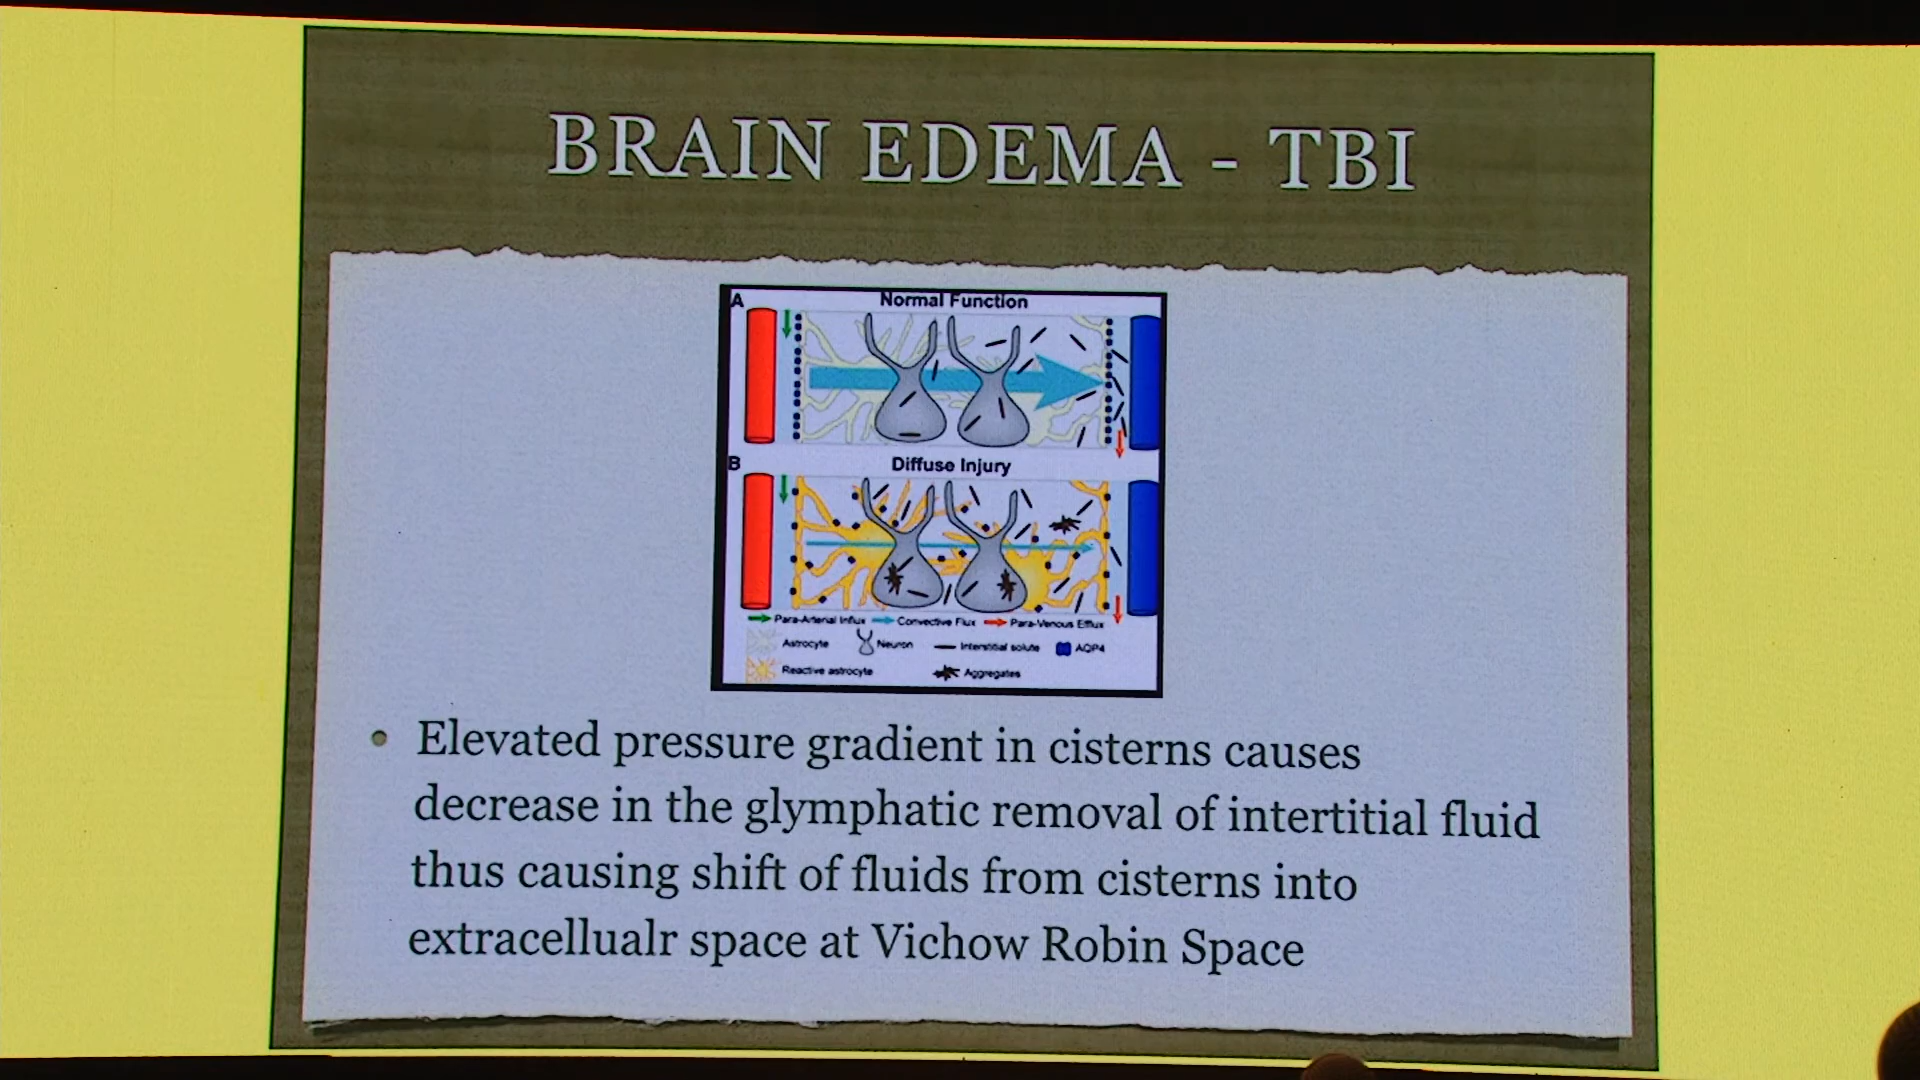 BRAIN EDEMA - TBI
A
Normal Function
B
Diffuse Injury
Para-Arterial Influx
Convective Flux
Para-Venous Efflux
Astrocyte
Neuron
Interstitial solute
AQP4
Reactive astrocyte
Aggregates
• Elevated pressure gradient in cisterns causes
decrease in the glymphatic removal of intertitial fluid
thus causing shift of fluids from cisterns into
extracellualr space at Vichow Robin Space